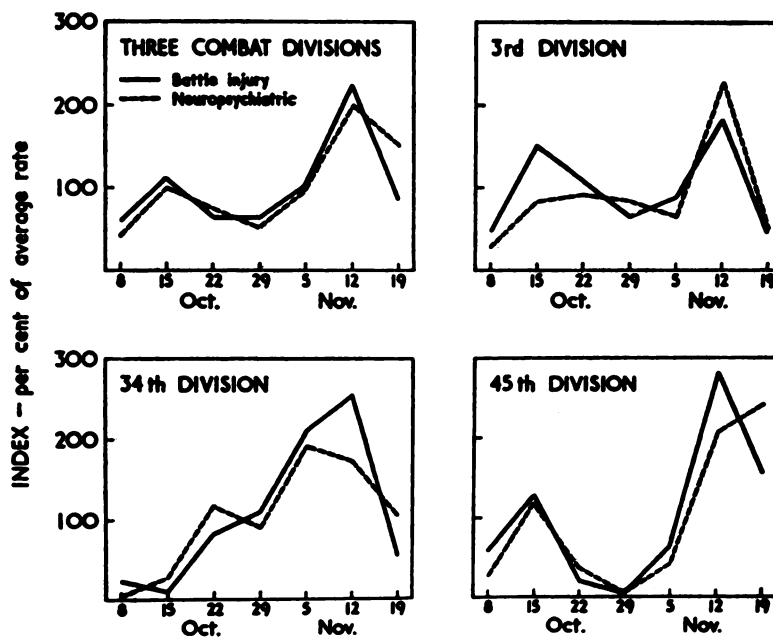 INDEX – per cent of average rate
THREE COMBAT DIVISIONS
Battle injury
Neuropsychiatric
300
200
100
8 15 22 29 5 12 19
Oct. Nov.
3rd DIVISION
8 15 22 29 5 12 19
Oct. Nov.
34th DIVISION
300
200
100
8 15 22 29 5 12 19
Oct. Nov.
45th DIVISION
8 15 22 29 5 12 19
Oct. Nov.